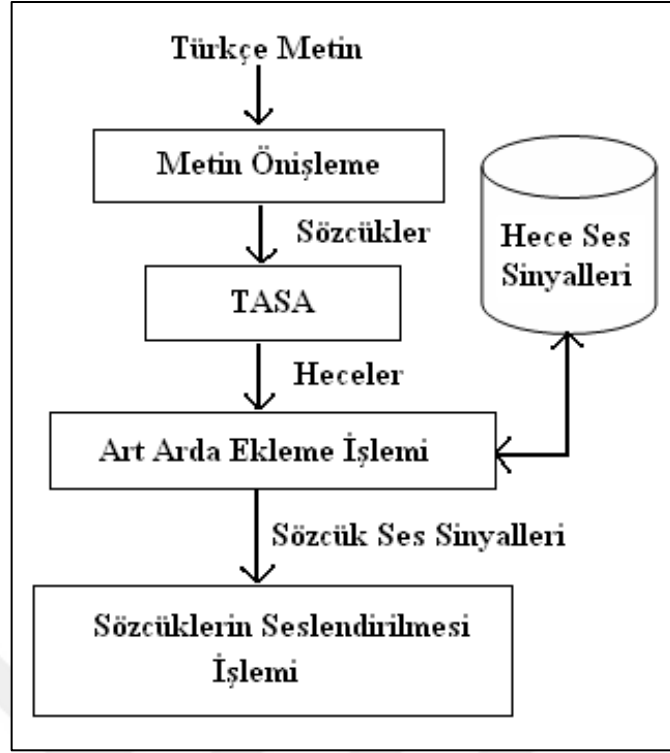 Türkçe Metin
Metin Önişleme
Sözcükler
Hece Ses
Sinyalleri
TASA
Heceler
Art Arda Ekleme İşlemi
Sözcük Ses Sinyalleri
Sözcüklerin Seslendirilmesi
İşlemi